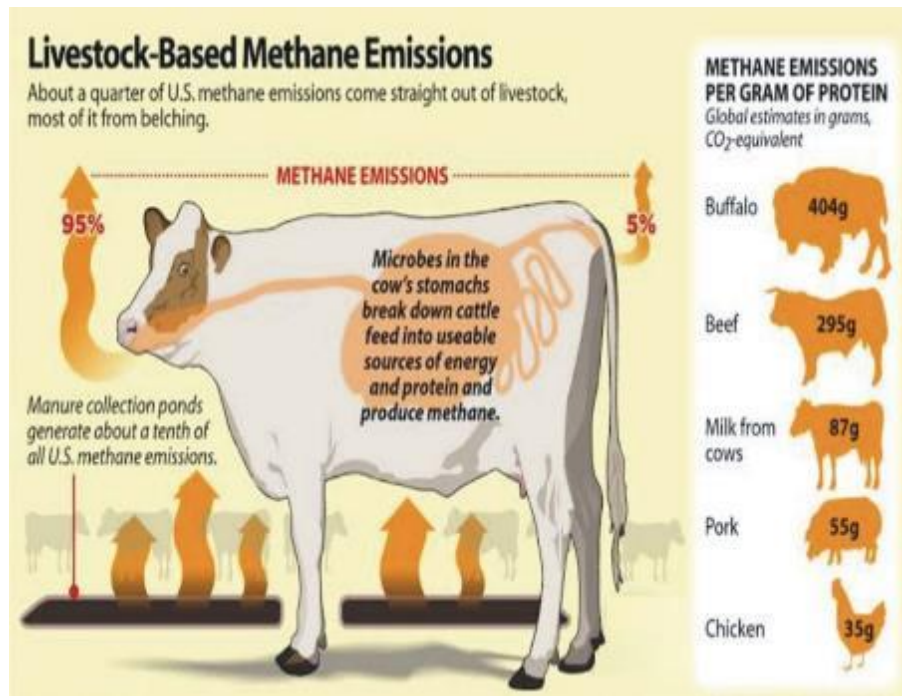 Livestock-Based Methane Emissions
About a quarter of U.S. methane emissions come straight out of livestock,
most of it from belching.
METHANE EMISSIONS
95%
5%
Microbes in the
cow's stomachs
break down cattle
feed into useable
sources of energy
and protein and
produce methane.
Manure collection ponds
generate about a tenth of
all U.S. methane emissions.
METHANE EMISSIONS
PER GRAM OF PROTEIN
Global estimates in grams,
CO2-equivalent
Buffalo 404g
Beef 295g
Milk from 87g
cows
Pork 55g
Chicken 35g